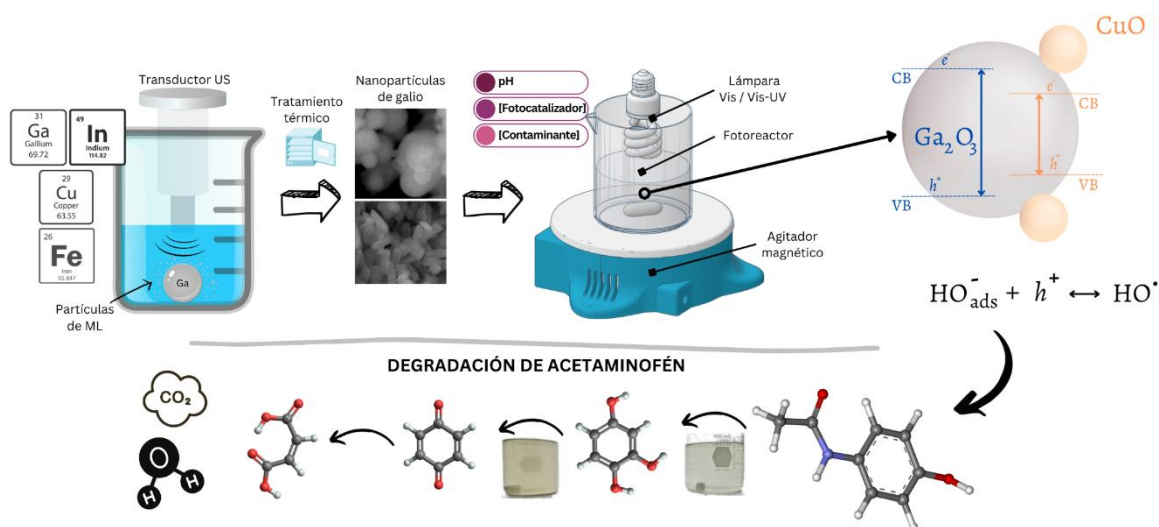 Transductor US
31
Ga
Gallium
69.72
49
In
Indium
114.82
29
Cu
Copper
63.55
26
Fe
Iron
55.847
Ga
Partículas
de ML
Tratamiento
térmico
Nanopartículas
de galio
pH
[Fotocatalizador]
[Contaminante]
Lámpara
Vis / Vis-UV
Fotoreactor
Agitador
magnético
CuO
CB
e-
e-
CB
Ga2O3
h+
VB
h+
VB
HO-ads + h+ ↔ HO•
DEGRADACIÓN DE ACETAMINOFÉN
CO2
O
H
H